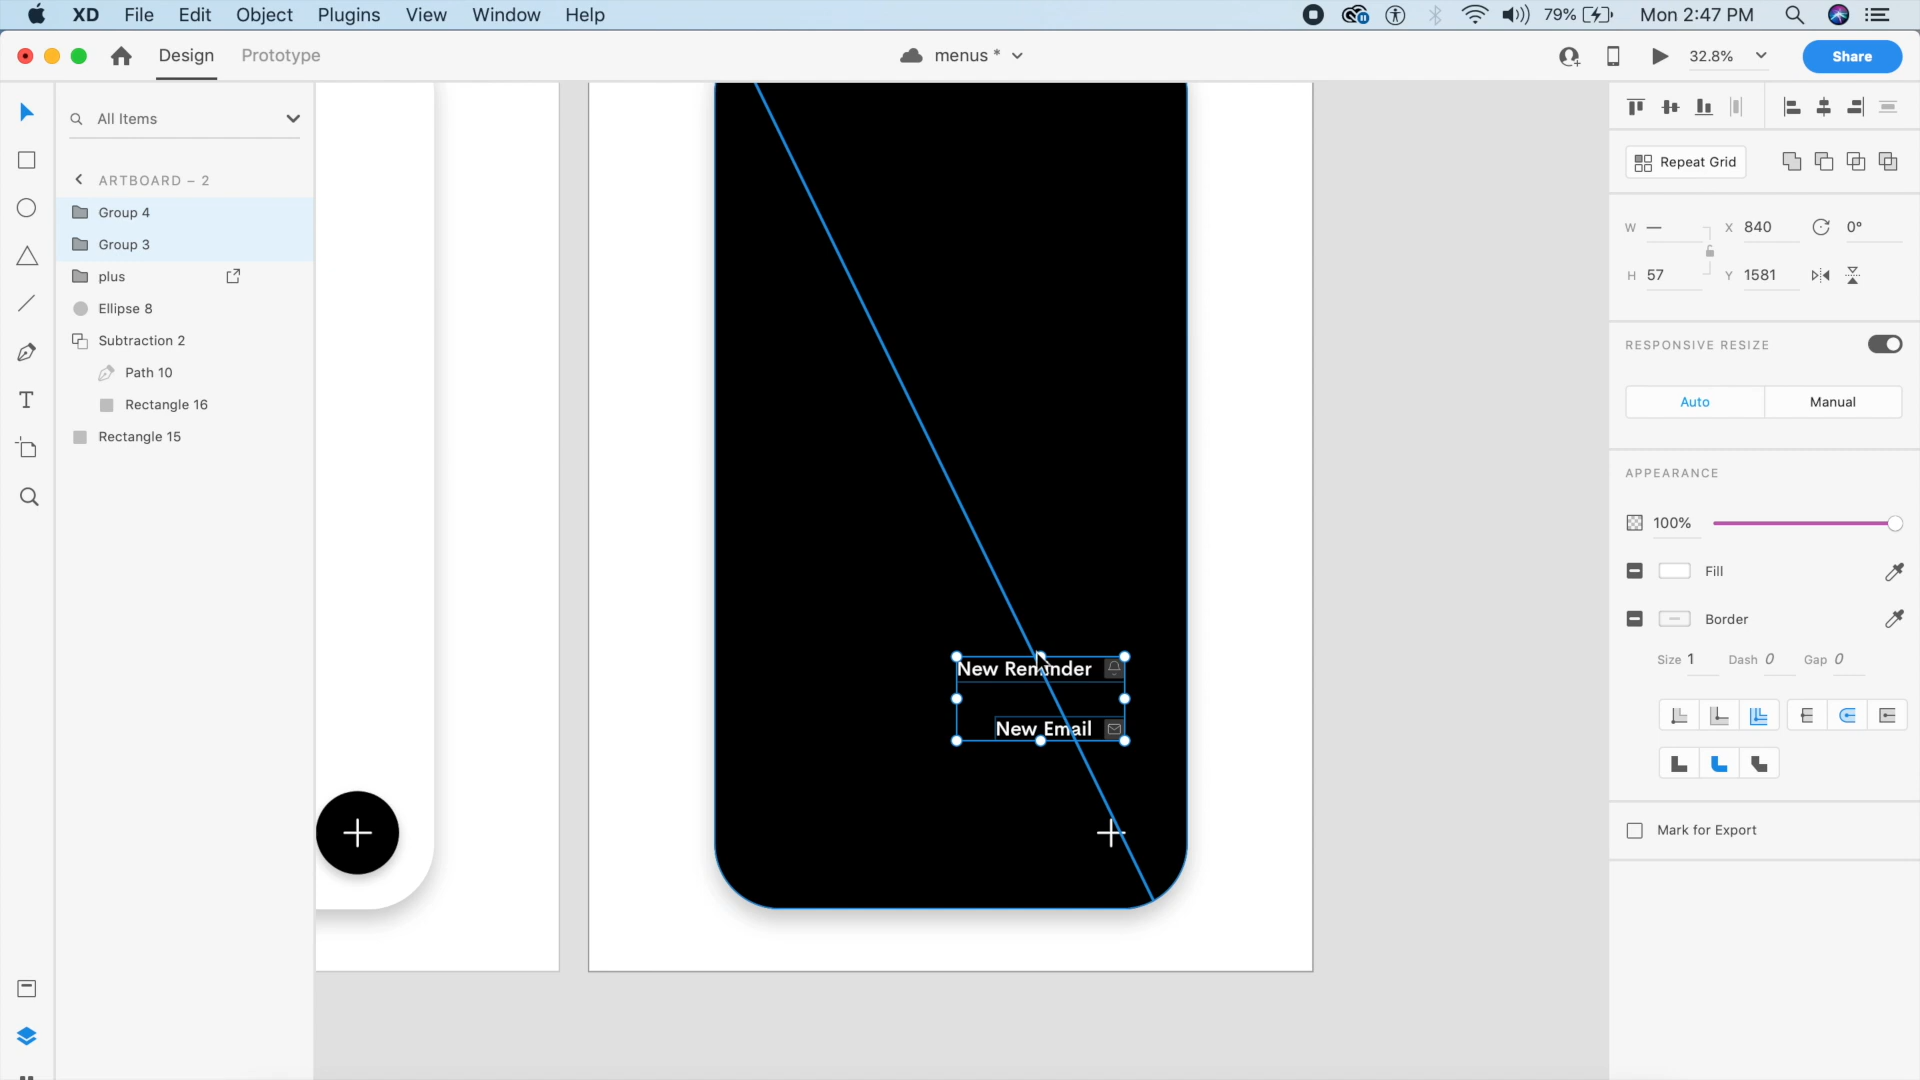 XD File Edit Object Plugins View Window Help
79% Mon 2:47 PM
Design Prototype
menus *
32.8%
Share
All Items
ARTBOARD – 2
Group 4
Group 3
plus
Ellipse 8
Subtraction 2
Path 10
Rectangle 16
Rectangle 15
New Reminder
New Email
Repeat Grid
W — X 840 0°
H 57 Y 1581
RESPONSIVE RESIZE
Auto Manual
APPEARANCE
100%
Fill
Border
Size 1 Dash 0 Gap 0
Mark for Export